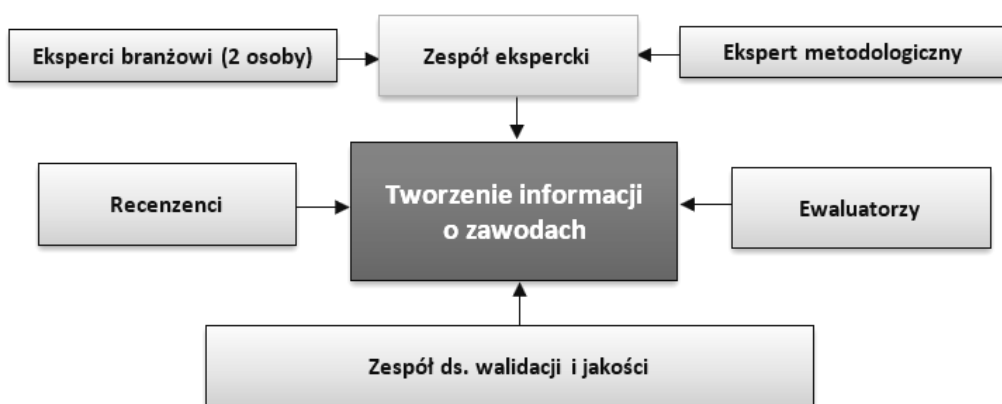 Eksperci branżowi (2 osoby)
Zespół ekspercki
Ekspert metodologiczny
Recenzenci
Tworzenie informacji
o zawodach
Ewaluatorzy
Zespół ds. walidacji i jakości